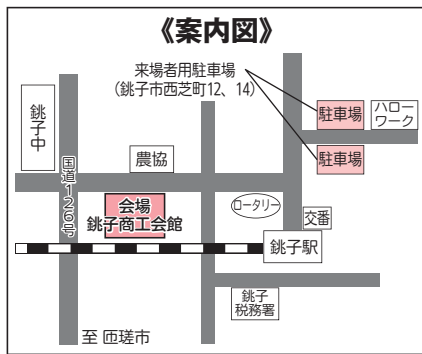 《案内図》
来場者用駐車場
(銚子市西芝町12、14)
銚子中
駐車場
ハロー
ワーク
農協
駐車場
国道126号
会場
銚子商工会館
ロータリー
交番
銚子駅
銚子
税務署
至 匝瑳市